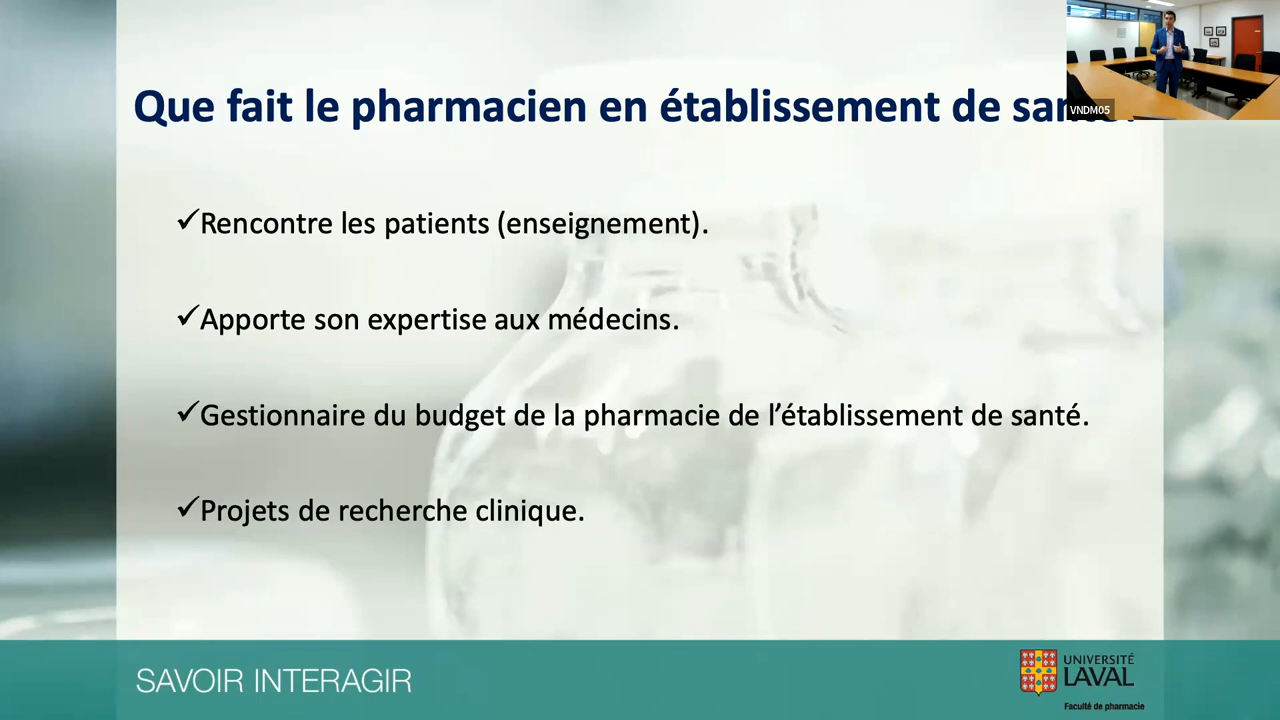 Que fait le pharmacien en établissement de
VNDM05
✓Rencontre les patients (enseignement).
✓Apporte son expertise aux médecins.
✓Gestionnaire du budget de la pharmacie de l’établissement de santé.
✓Projets de recherche clinique.
SAVOIR INTERAGIR
UNIVERSITÉ
LAVAL
Faculté de pharmacie